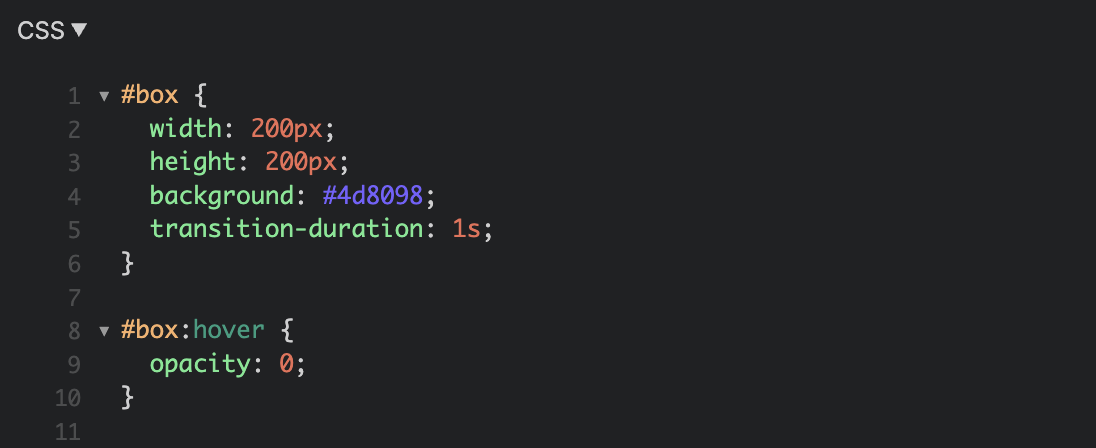 CSS ▼
1 ▼ #box {
2 width: 200px;
3 height: 200px;
4 background: #4d8098;
5 transition-duration: 1s;
6 }
7
8 ▼ #box:hover {
9 opacity: 0;
10 }
11